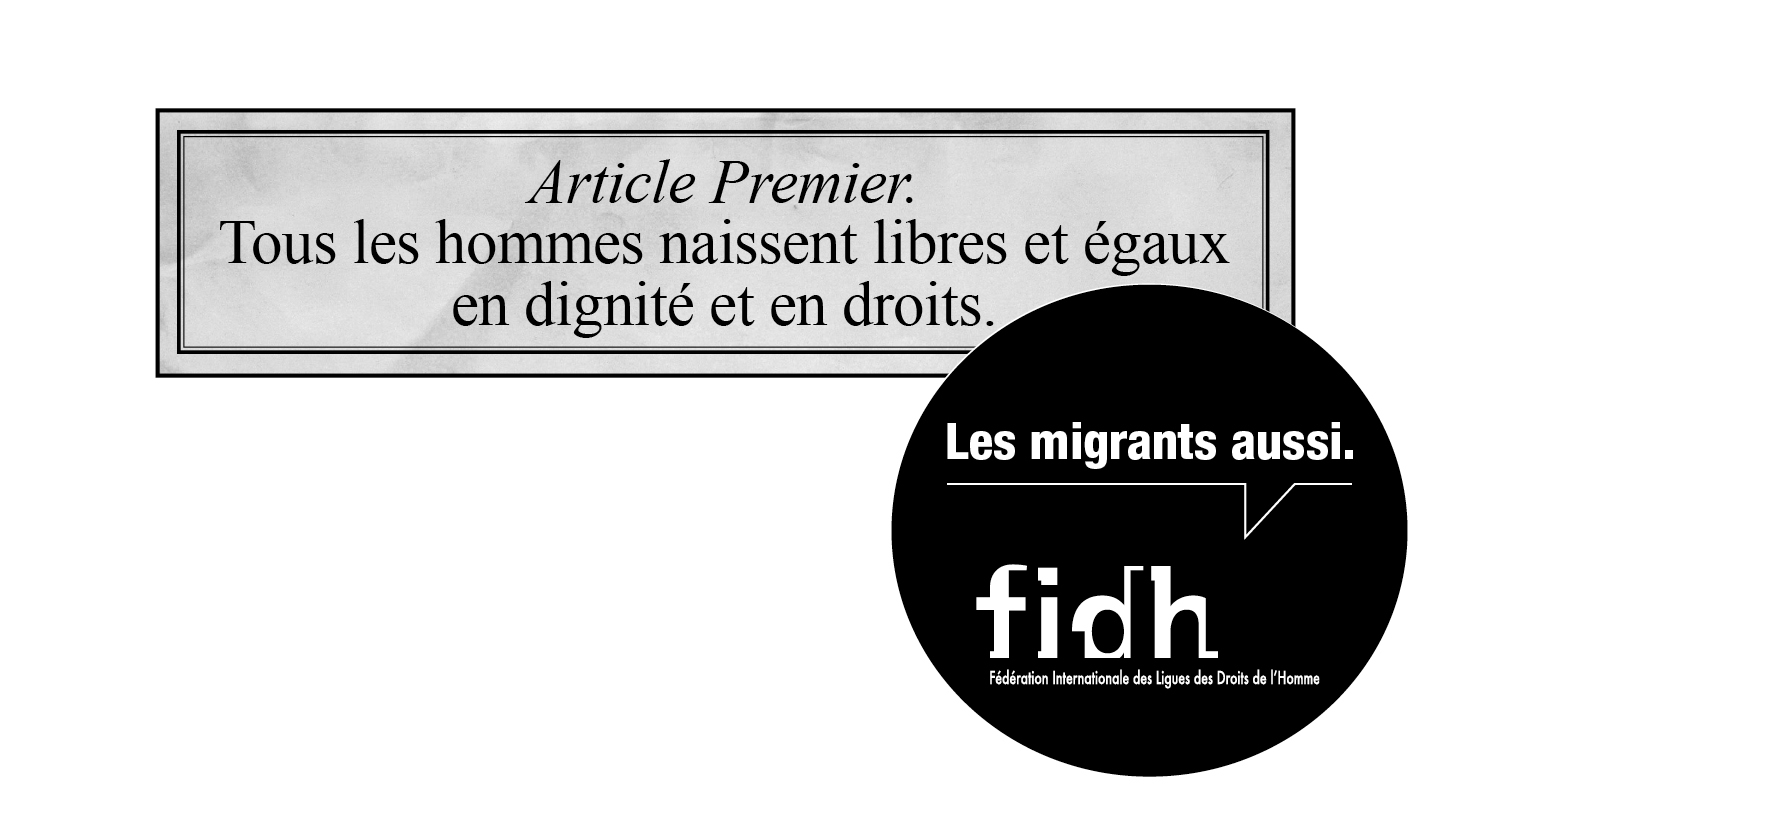 Article Premier.
Tous les hommes naissent libres et égaux
en dignité et en droits.
Les migrants aussi.
fidh
Fédération Internationale des Ligues des Droits de l'Homme